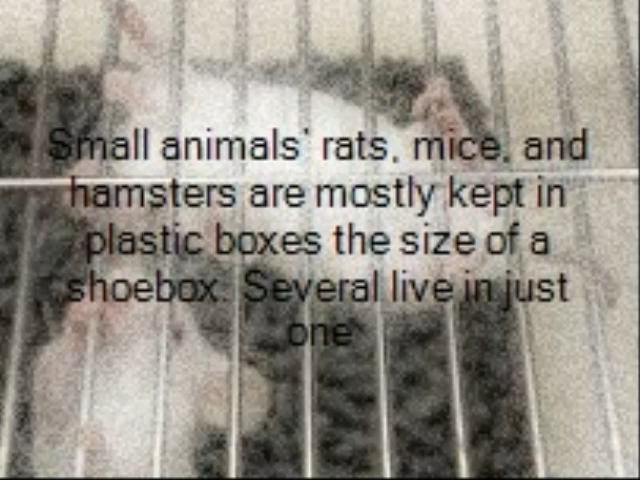 Small animals' rats, mice, and
hamsters are mostly kept in
plastic boxes the size of a
shoebox. Several live in just
one